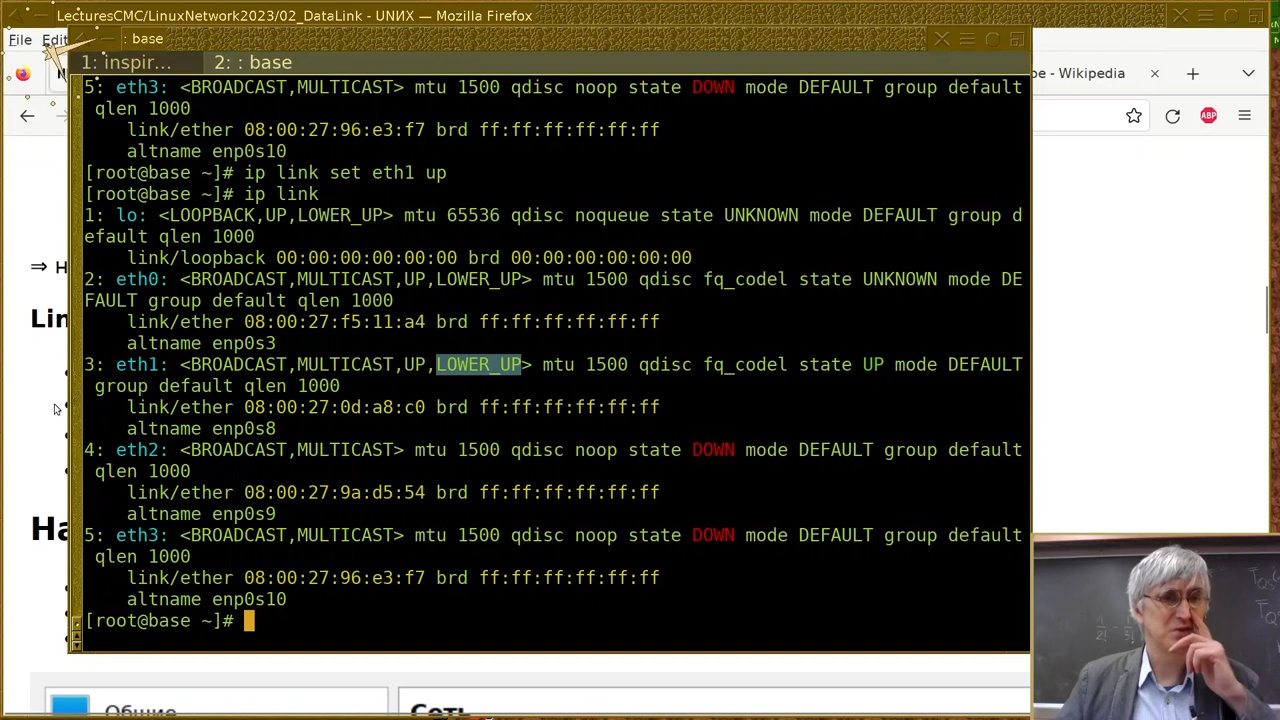 LecturesCMC/LinuxNetwork2023/02_DataLink - UNИX — Mozilla Firefox
File Edit
: base
1: inspir... 2: : base
pe - Wikipedia
ABP
5: eth3: <BROADCAST,MULTICAST> mtu 1500 qdisc noop state DOWN mode DEFAULT group default
qlen 1000
link/ether 08:00:27:96:e3:f7 brd ff:ff:ff:ff:ff:ff
altname enp0s10
[root@base ~]# ip link set eth1 up
[root@base ~]# ip link
1: lo: <LOOPBACK,UP,LOWER_UP> mtu 65536 qdisc noqueue state UNKNOWN mode DEFAULT group d
efault qlen 1000
link/loopback 00:00:00:00:00:00 brd 00:00:00:00:00:00
2: eth0: <BROADCAST,MULTICAST,UP,LOWER_UP> mtu 1500 qdisc fq_codel state UNKNOWN mode DE
FAULT group default qlen 1000
link/ether 08:00:27:f5:11:a4 brd ff:ff:ff:ff:ff:ff
altname enp0s3
3: eth1: <BROADCAST,MULTICAST,UP,LOWER_UP> mtu 1500 qdisc fq_codel state UP mode DEFAULT
group default qlen 1000
link/ether 08:00:27:0d:a8:c0 brd ff:ff:ff:ff:ff:ff
altname enp0s8
4: eth2: <BROADCAST,MULTICAST> mtu 1500 qdisc noop state DOWN mode DEFAULT group default
qlen 1000
link/ether 08:00:27:9a:d5:54 brd ff:ff:ff:ff:ff:ff
altname enp0s9
5: eth3: <BROADCAST,MULTICAST> mtu 1500 qdisc noop state DOWN mode DEFAULT group default
qlen 1000
link/ether 08:00:27:96:e3:f7 brd ff:ff:ff:ff:ff:ff
altname enp0s10
[root@base ~]#
⇒ Н
Lin
На
Общие
Сеть